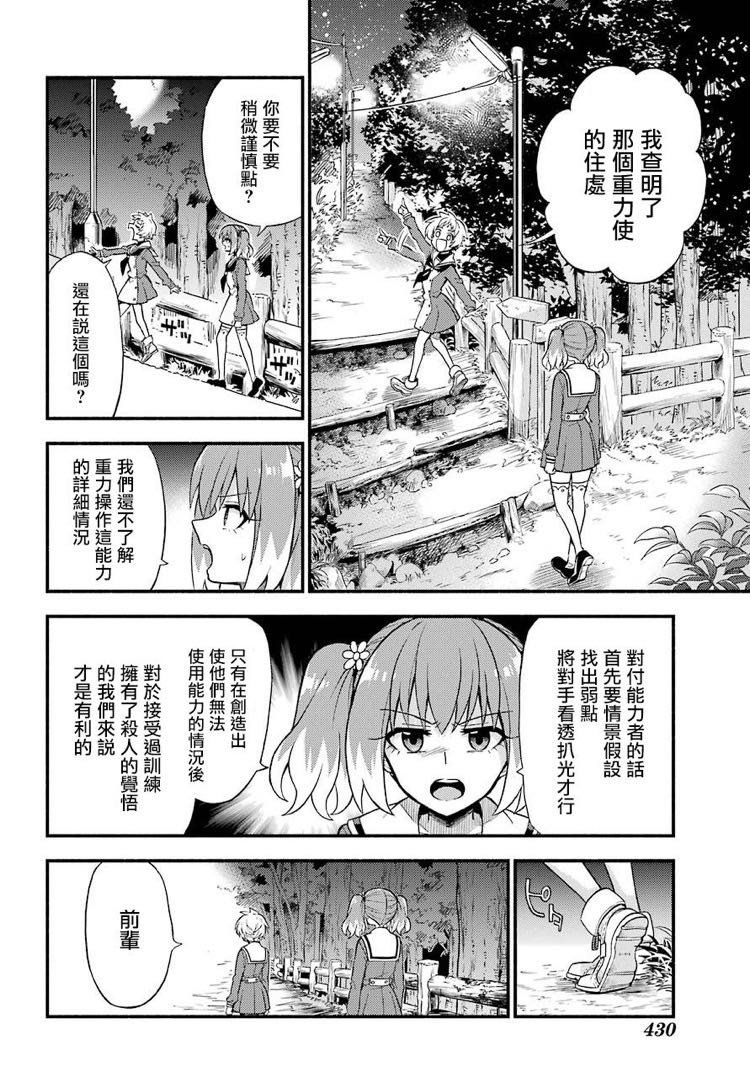 我查明了
那個重力使
的住處
你要不要
稍微謹慎點？
還在説這個嗎？
我們還不了解
重力操作這能力
的詳細情況
對付能力者的話
首先要情景假設
找出弱點
將對手看透扒光才行
只有在創造出
使他們無法
使用能力的情況後
對於接受過訓練
擁有了殺人的覺悟
的我們來説
才是有利的
ピタ
前輩
430